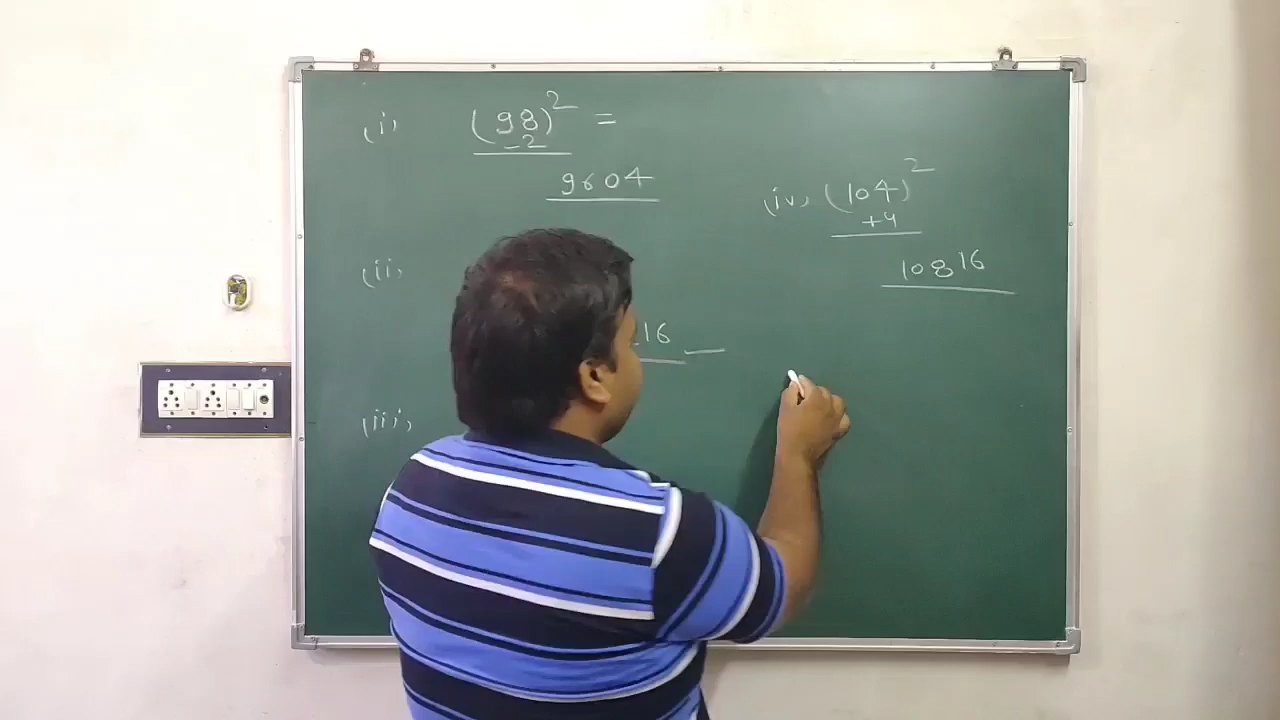 (i) (98)² =
-2
9604
(ii)
16
(iii)
(iv) (104)²
+4
10816